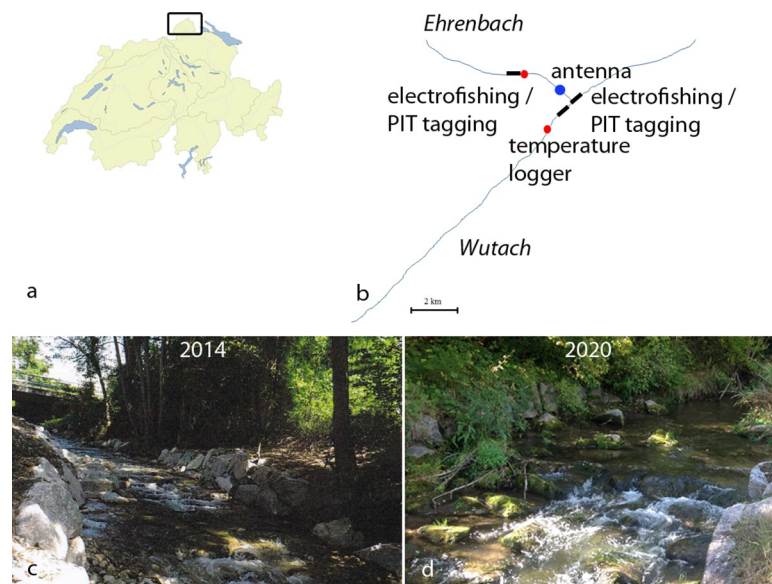 Ehrenbach
antenna
electrofishing /
PIT tagging
electrofishing /
PIT tagging
temperature
logger
Wutach
a
b
2 km
2014
2020
c
d